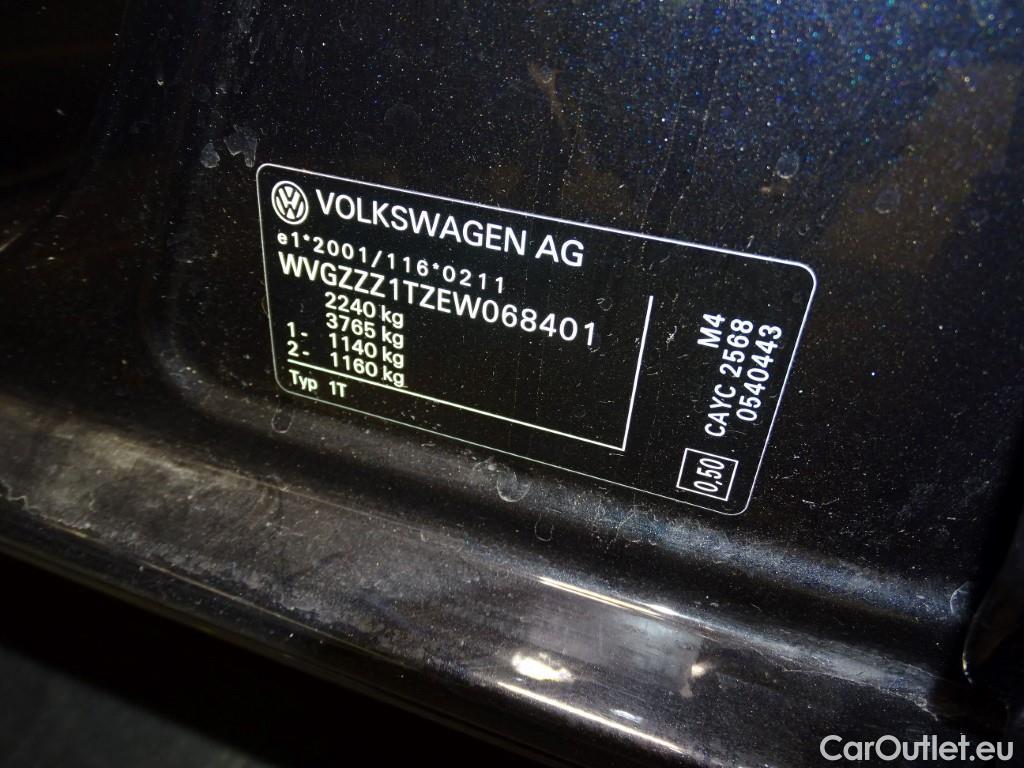 VOLKSWAGEN AG
e1*2001/116*0211
WVGZZZ1TZEW068401
2240 kg
3765 kg
1- 1140 kg
2- 1160 kg
Typ 1T
M4
CAYC 2568
0540443
0,50
CarOutlet.eu